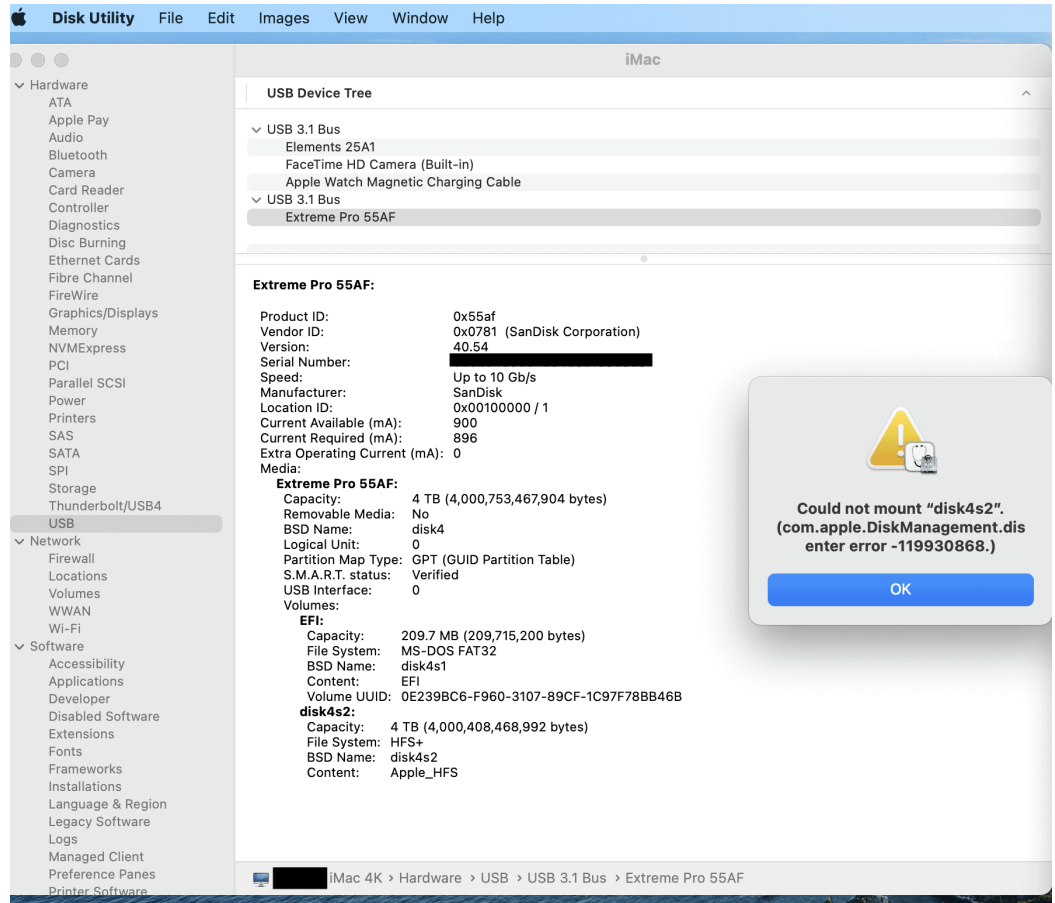 Disk Utility File Edit Images View Window Help
iMac
Hardware
ATA
Apple Pay
Audio
Bluetooth
Camera
Card Reader
Controller
Diagnostics
Disc Burning
Ethernet Cards
Fibre Channel
FireWire
Graphics/Displays
Memory
NVMExpress
PCI
Parallel SCSI
Power
Printers
SAS
SATA
SPI
Storage
Thunderbolt/USB4
USB
Network
Firewall
Locations
Volumes
WWAN
Wi-Fi
Software
Accessibility
Applications
Developer
Disabled Software
Extensions
Fonts
Frameworks
Installations
Language & Region
Legacy Software
Logs
Managed Client
Preference Panes
Printer Software
USB Device Tree
USB 3.1 Bus
Elements 25A1
FaceTime HD Camera (Built-in)
Apple Watch Magnetic Charging Cable
USB 3.1 Bus
Extreme Pro 55AF
Extreme Pro 55AF:
Product ID: 0x55af
Vendor ID: 0x0781 (SanDisk Corporation)
Version: 40.54
Serial Number:
Speed: Up to 10 Gb/s
Manufacturer: SanDisk
Location ID: 0x00100000 / 1
Current Available (mA): 900
Current Required (mA): 896
Extra Operating Current (mA): 0
Media:
Extreme Pro 55AF:
Capacity: 4 TB (4,000,753,467,904 bytes)
Removable Media: No
BSD Name: disk4
Logical Unit: 0
Partition Map Type: GPT (GUID Partition Table)
S.M.A.R.T. status: Verified
USB Interface: 0
Volumes:
EFI:
Capacity: 209.7 MB (209,715,200 bytes)
File System: MS-DOS FAT32
BSD Name: disk4s1
Content: EFI
Volume UUID: 0E239BC6-F960-3107-89CF-1C97F78BB46B
disk4s2:
Capacity: 4 TB (4,000,408,468,992 bytes)
File System: HFS+
BSD Name: disk4s2
Content: Apple_HFS
iMac 4K › Hardware › USB › USB 3.1 Bus › Extreme Pro 55AF
Could not mount “disk4s2”.
(com.apple.DiskManagement.dis
enter error -119930868.)
OK